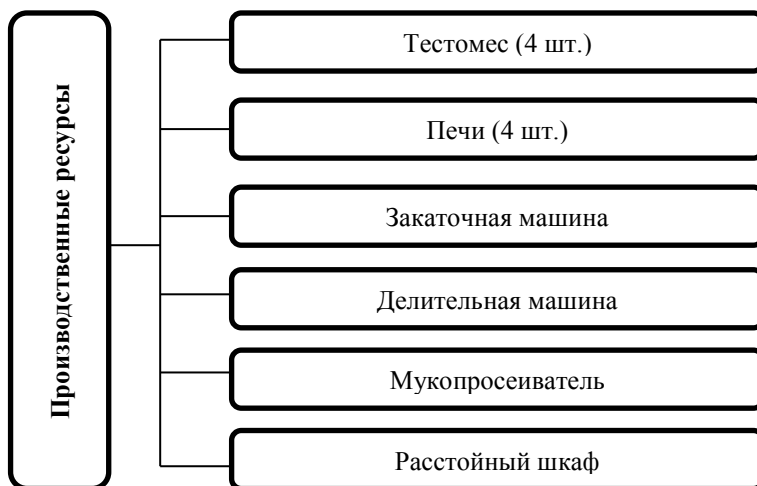 Производственные ресурсы
Тестомес (4 шт.)
Печи (4 шт.)
Закаточная машина
Делительная машина
Мукопросеиватель
Расстойный шкаф